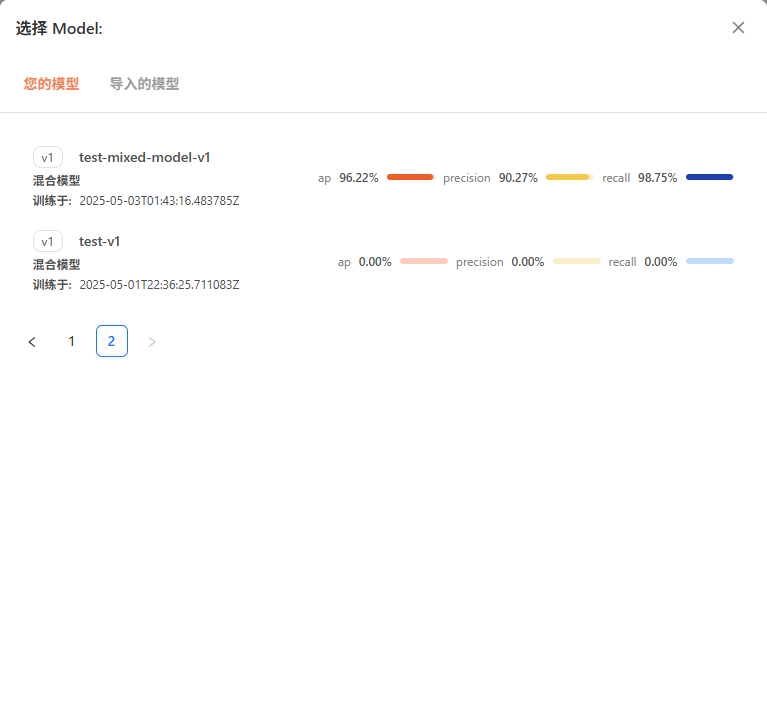 选择 Model:
您的模型 导入的模型
v1 test-mixed-model-v1
混合模型
训练于: 2025-05-03T01:43:16.483785Z
ap 96.22% precision 90.27% recall 98.75%
v1 test-v1
混合模型
训练于: 2025-05-01T22:36:25.711083Z
ap 0.00% precision 0.00% recall 0.00%
< 1 2 >